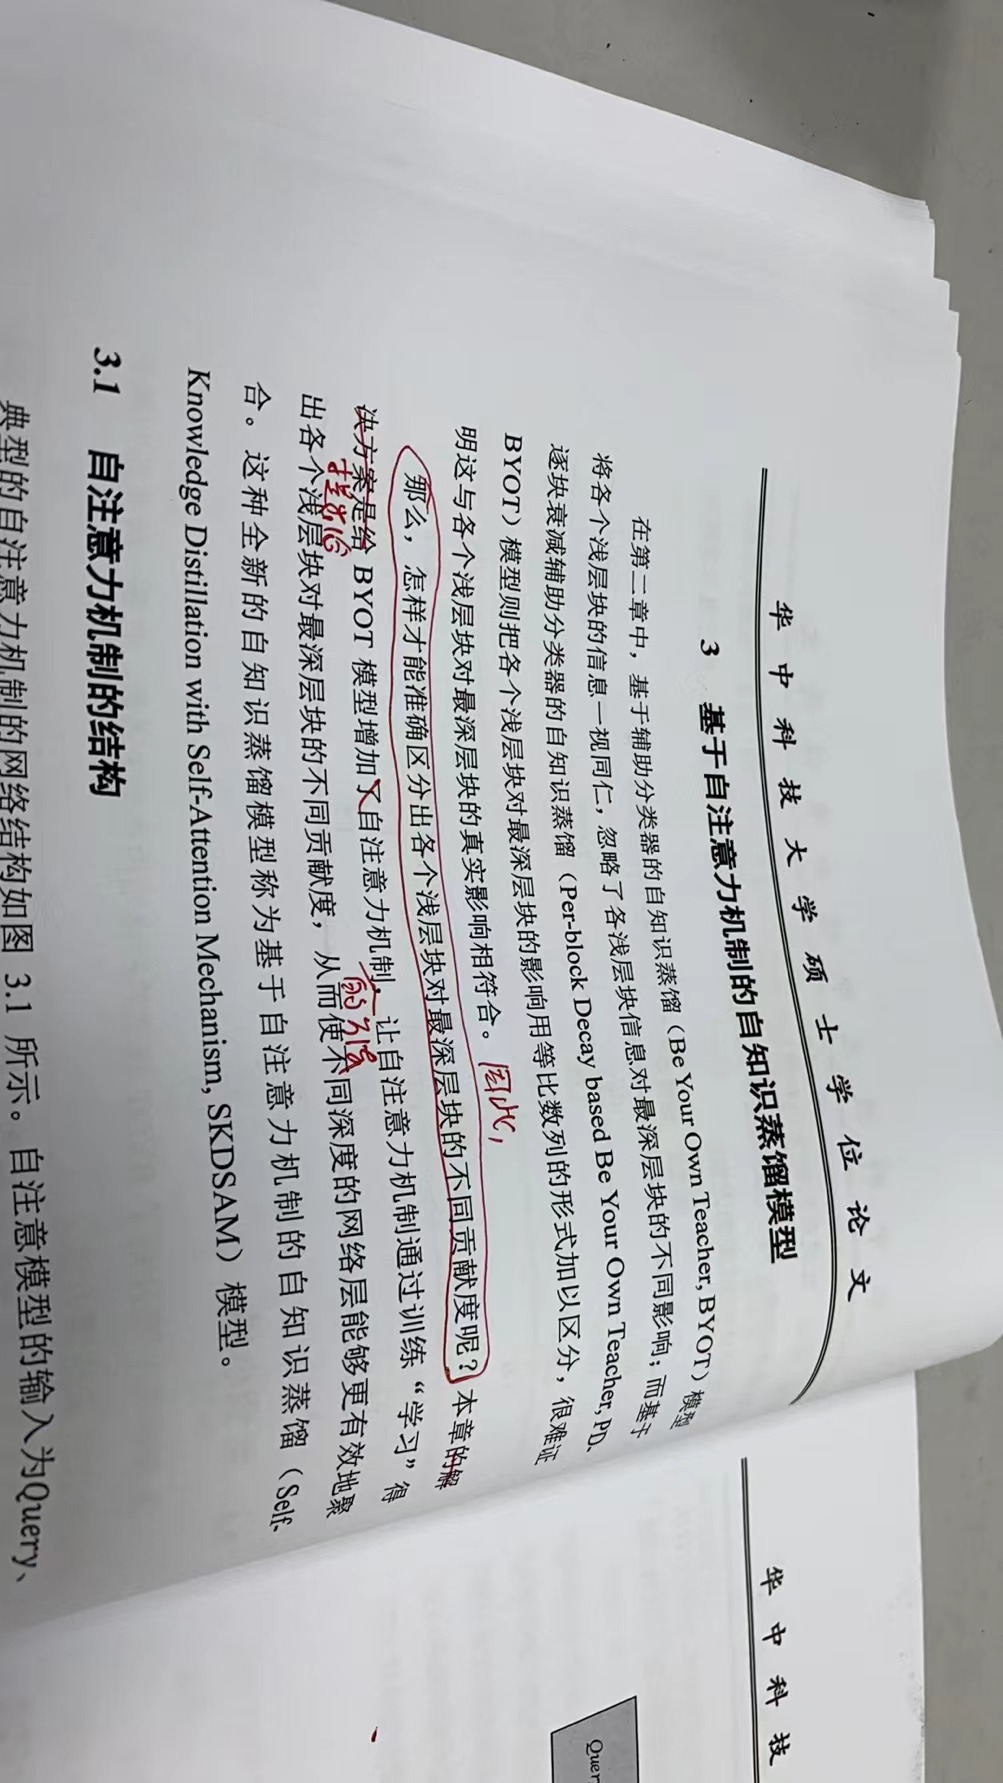 华中科技大学硕士学位论文
3 基于自注意力机制的自知识蒸馏模型
在第二章中，基于辅助分类器的自知识蒸馏（Be Your Own Teacher, BYOT）模型
将各个浅层块的信息一视同仁，忽略了各浅层块信息对最深层块的不同影响；而基于
逐块衰减辅助分类器的自知识蒸馏（Per-block Decay based Be Your Own Teacher, PD-
BYOT）模型则把各个浅层块对最深层块的影响用等比数列的形式加以区分，很难证
明这与各个浅层块对最深层块的真实影响相符合。
因此，
那么，怎样才能准确区分出各个浅层块对最深层块的不同贡献度呢？本章的解
决方案是给 BYOT 模型增加了自注意力机制，让自注意力机制通过训练“学习”得
提出给
的方法
出各个浅层块对最深层块的不同贡献度，从而使不同深度的网络层能够更有效地聚
合。这种全新的自知识蒸馏模型称为基于自注意力机制的自知识蒸馏（Self-
Knowledge Distillation with Self-Attention Mechanism, SKDSAM）模型。
3.1 自注意力机制的结构
典型的自注意力机制的网络结构如图 3.1 所示。自注意模型的输入为Query、
华中科技
Quer